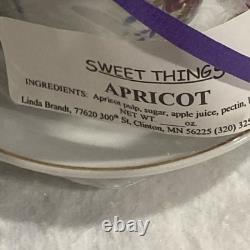 SWEET THINGS
APRICOT
INGREDIENTS: Apricot pulp, sugar, apple juice, pectin,
Linda Brandt, 77620 300th St, Clinton, MN 56225 (320) 325
NET WT. ____ oz.